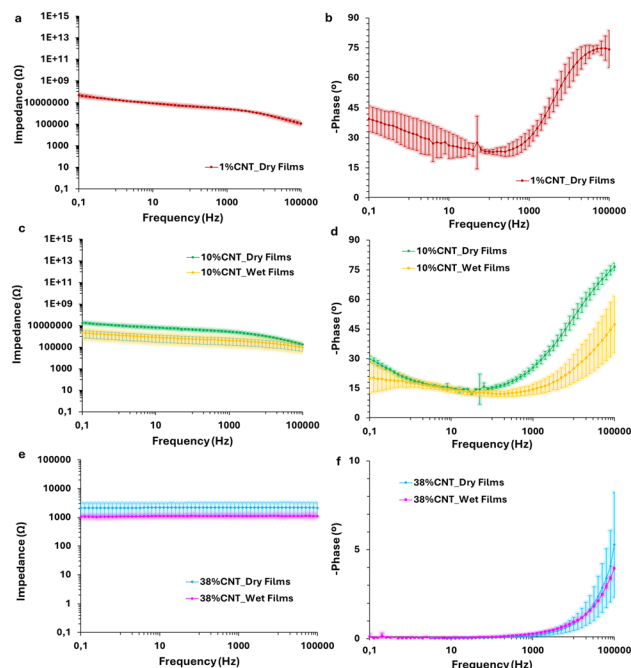 a
1E+15
1E+13
1E+11
1E+09
10000000
100000
1000
10
0,1
0,1
10
1000
100000
Impedance (Ω)
Frequency (Hz)
1%CNT_Dry Films
b
90
75
60
45
30
15
0
0,1
10
1000
100000
-Phase (º)
Frequency (Hz)
1%CNT_Dry Films
c
1E+15
1E+13
1E+11
1E+09
10000000
100000
1000
10
0,1
0,1
10
1000
100000
Impedance (Ω)
Frequency (Hz)
10%CNT_Dry Films
10%CNT_Wet Films
d
90
75
60
45
30
15
0
0,1
10
1000
100000
-Phase (º)
Frequency (Hz)
10%CNT_Dry Films
10%CNT_Wet Films
e
100000
10000
1000
100
10
1
0,1
0,1
10
1000
100000
Impedance (Ω)
Frequency (Hz)
38%CNT_Dry Films
38%CNT_Wet Films
f
10
5
0
0,1
10
1000
100000
-Phase (º)
Frequency (Hz)
38%CNT_Dry Films
38%CNT_Wet Films